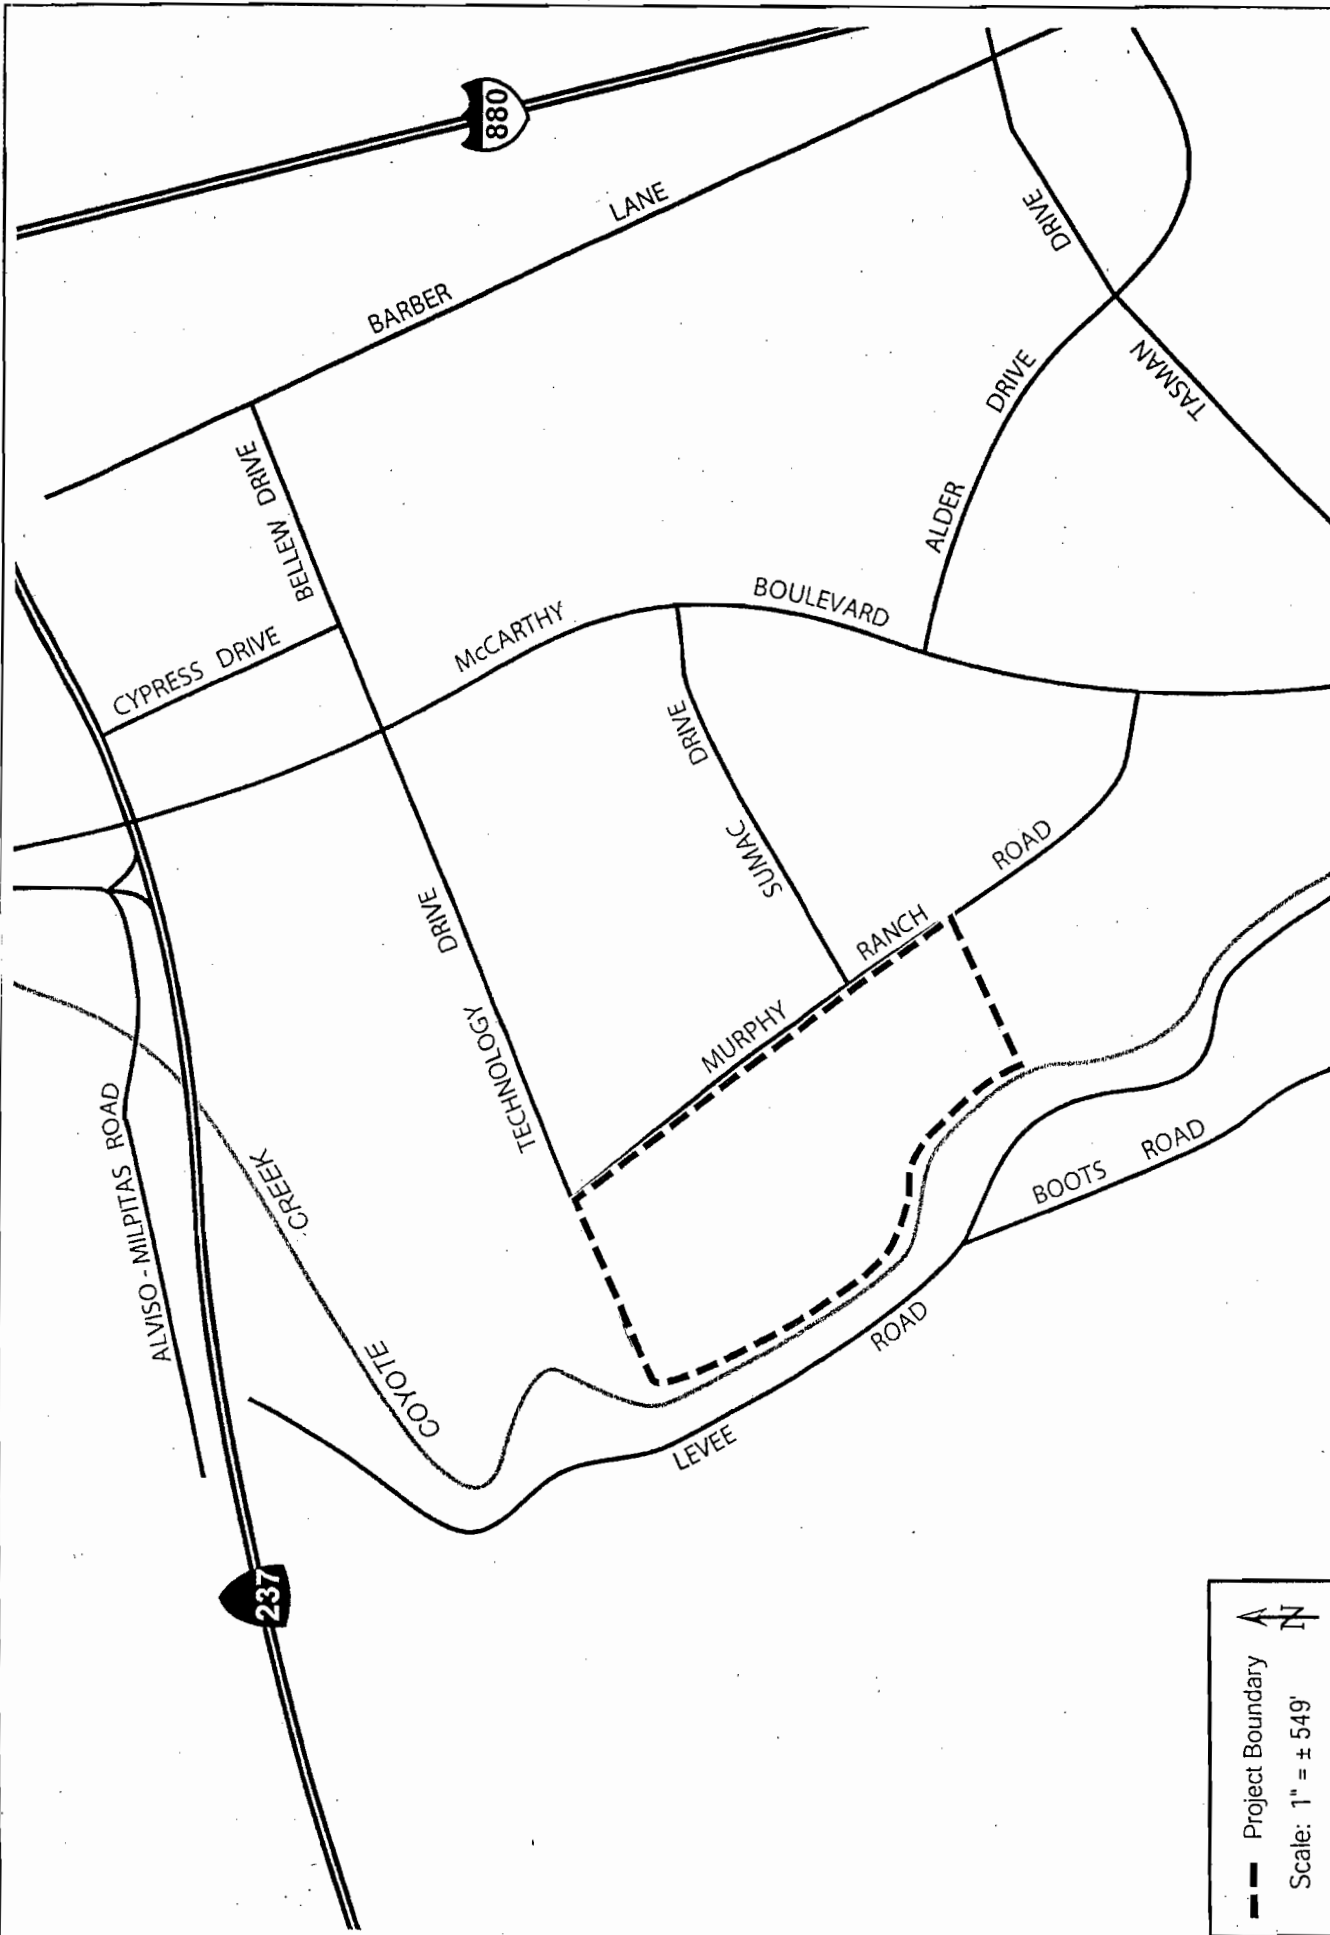 880
BARBER LANE
BELLEW DRIVE
CYPRESS DRIVE
McCARTHY BOULEVARD
ALDER DRIVE
TASMAN DRIVE
SUMAC DRIVE
TECHNOLOGY DRIVE
MURPHY RANCH ROAD
ALVISO - MILPITAS ROAD
COYOTE CREEK
LEVEE ROAD
BOOTS ROAD
237
Project Boundary
Scale: 1" = ± 549'
N